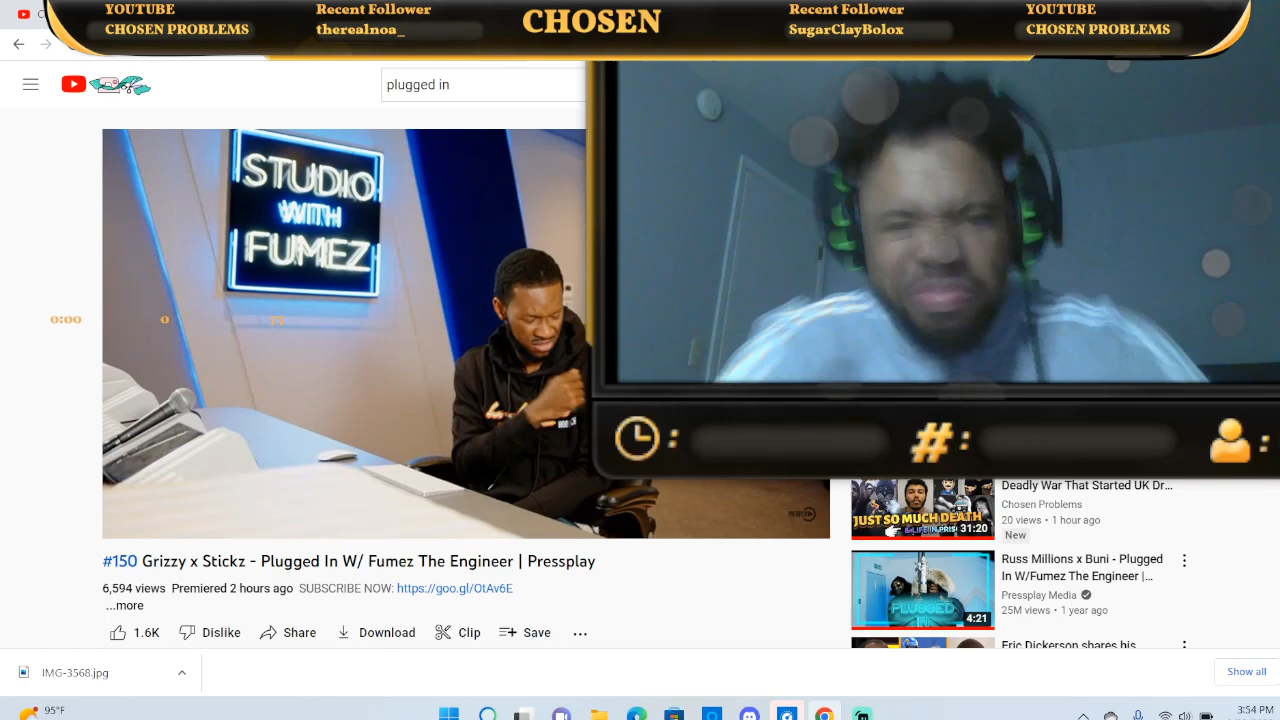 YOUTUBE
CHOSEN PROBLEMS
Recent Follower
therealnoa_
CHOSEN
Recent Follower
SugarClayBolox
YOUTUBE
CHOSEN PROBLEMS
plugged in
STUDIO
WITH
FUMEZ
0:00
0
#150 Grizzy x Stickz - Plugged In W/ Fumez The Engineer | Pressplay
6,594 views Premiered 2 hours ago SUBSCRIBE NOW: https://goo.gl/OtAv6E
...more
1.6K
Dislike
Share
Download
Clip
Save
:
#:
:
JUST SO MUCH DEATH
& LIFE IN PRIS
31:20
Deadly War That Started UK Dr...
Chosen Problems
20 views • 1 hour ago
New
PLUGGED
IN
4:21
Russ Millions x Buni - Plugged
In W/Fumez The Engineer |...
Pressplay Media
25M views • 1 year ago
Eric Dickerson shares his
IMG-3568.jpg
Show all
95°F
3:54 PM